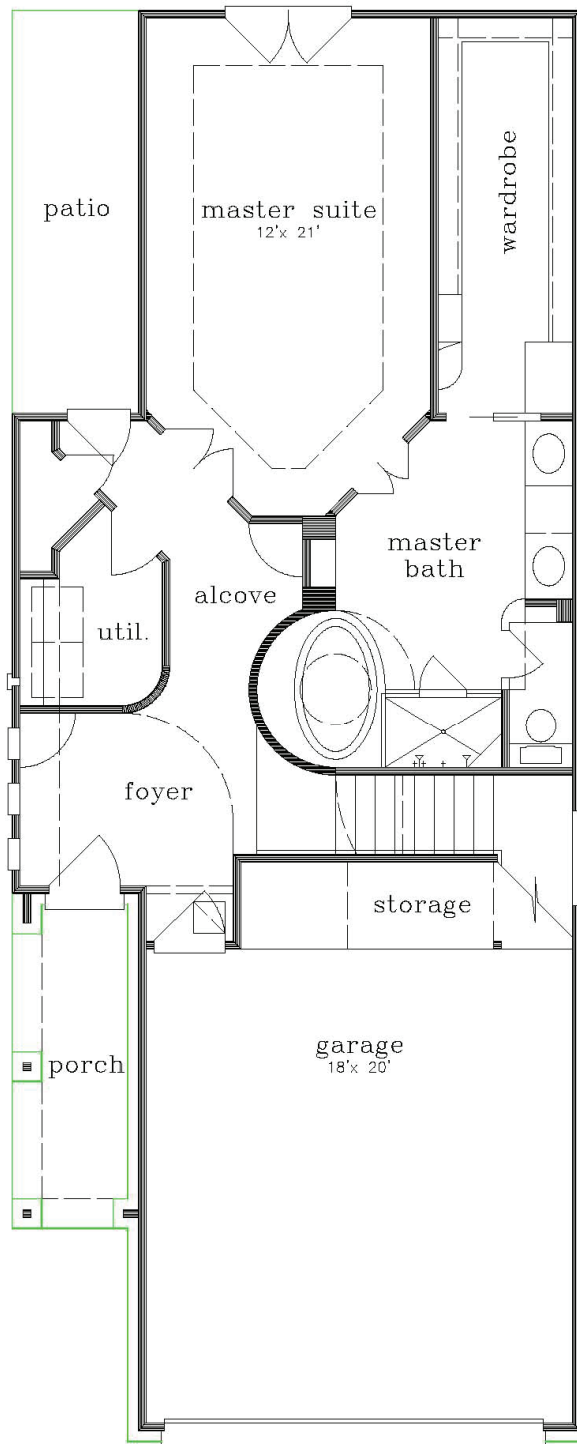 patio
master suite
12'x 21'
wardrobe
master
bath
alcove
util.
foyer
storage
garage
18'x 20'
porch